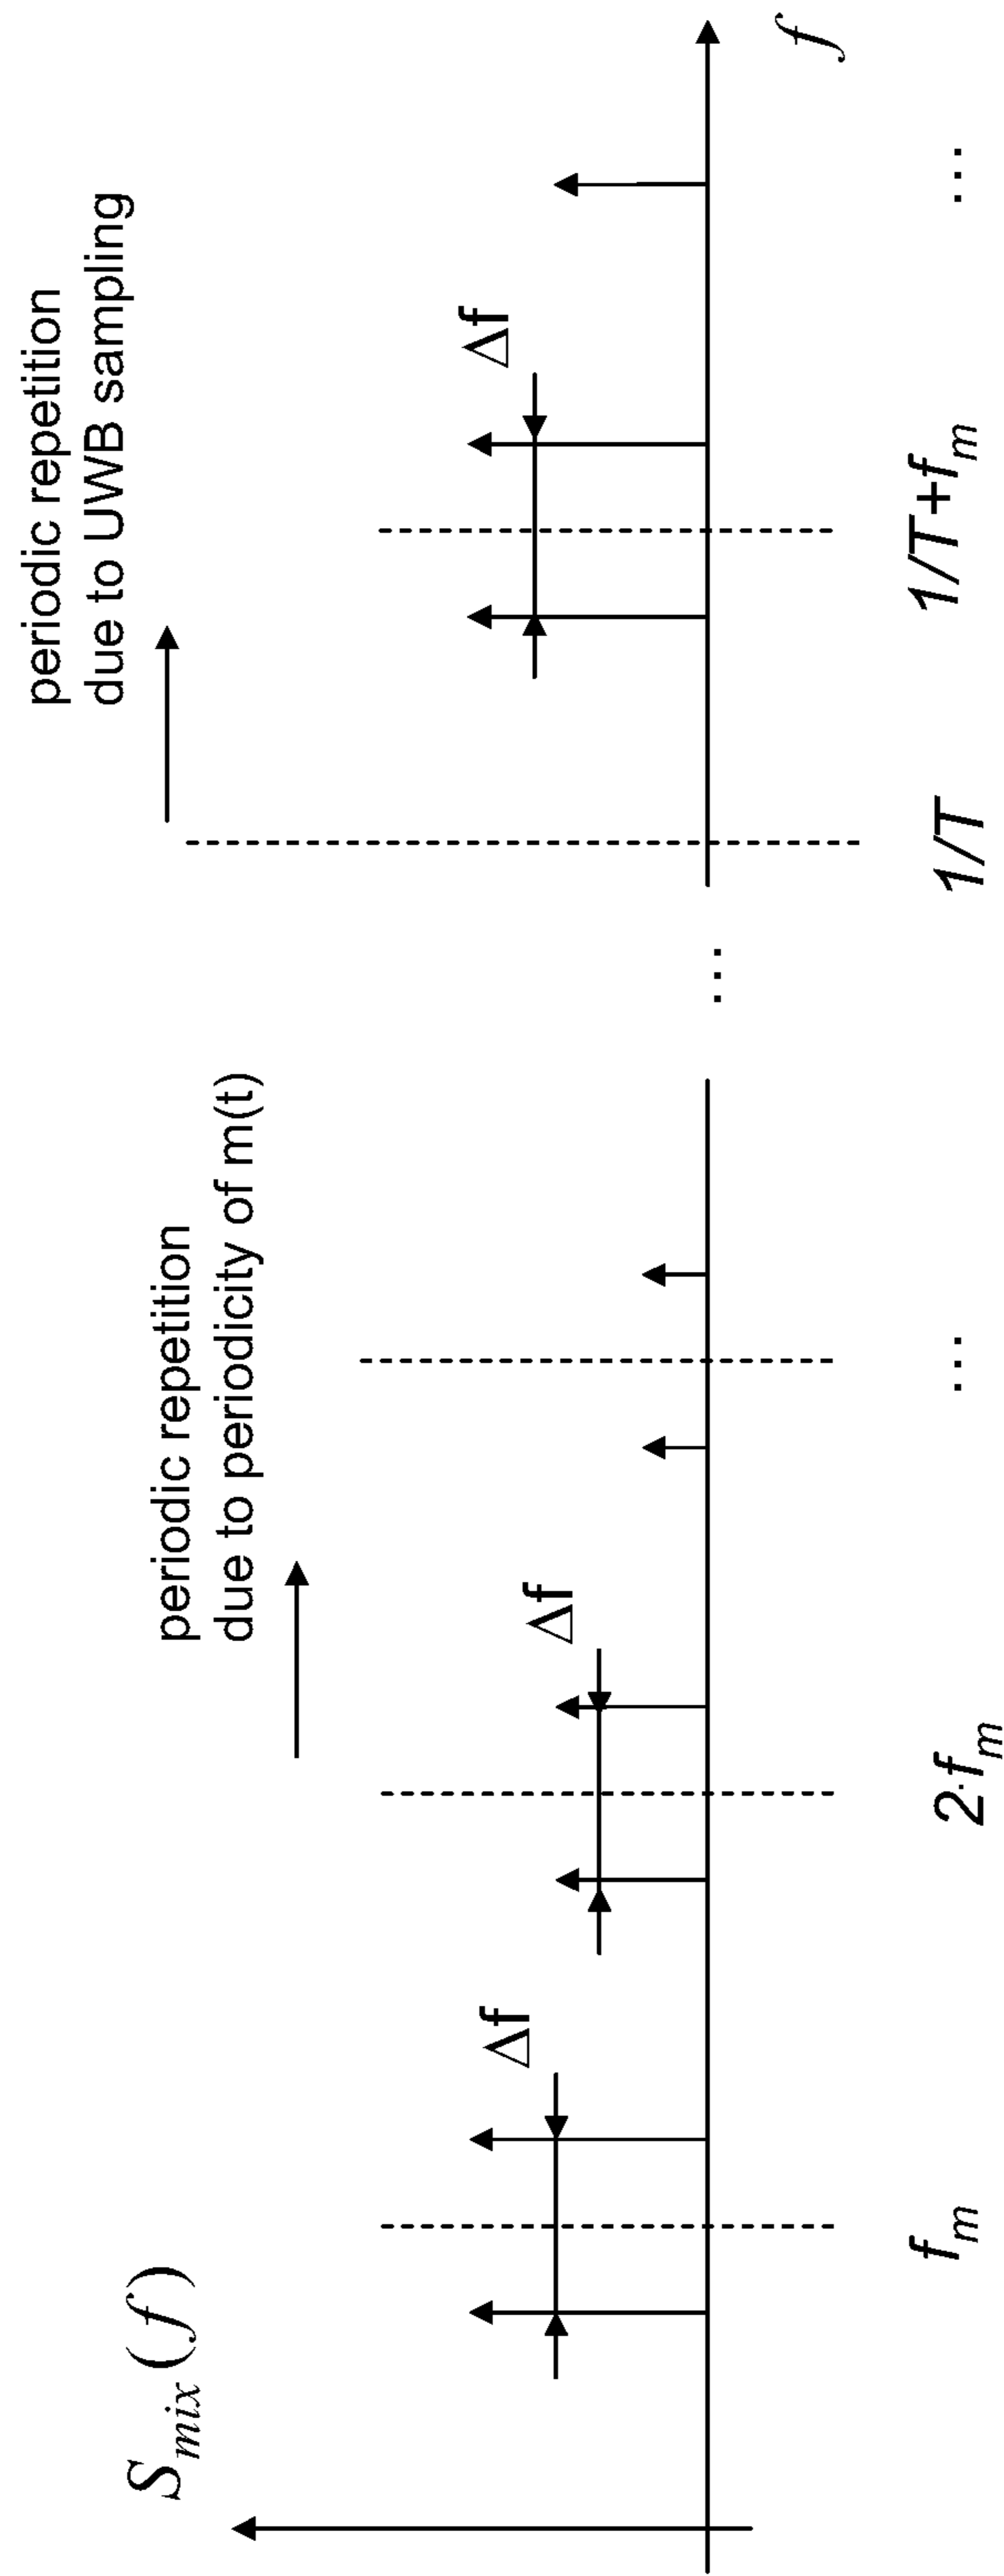 S_mix(f)
periodic repetition
due to periodicity of m(t)
periodic repetition
due to UWB sampling
Δf
Δf
Δf
...
f
f_m
2·f_m
...
1/T
1/T+f_m
...